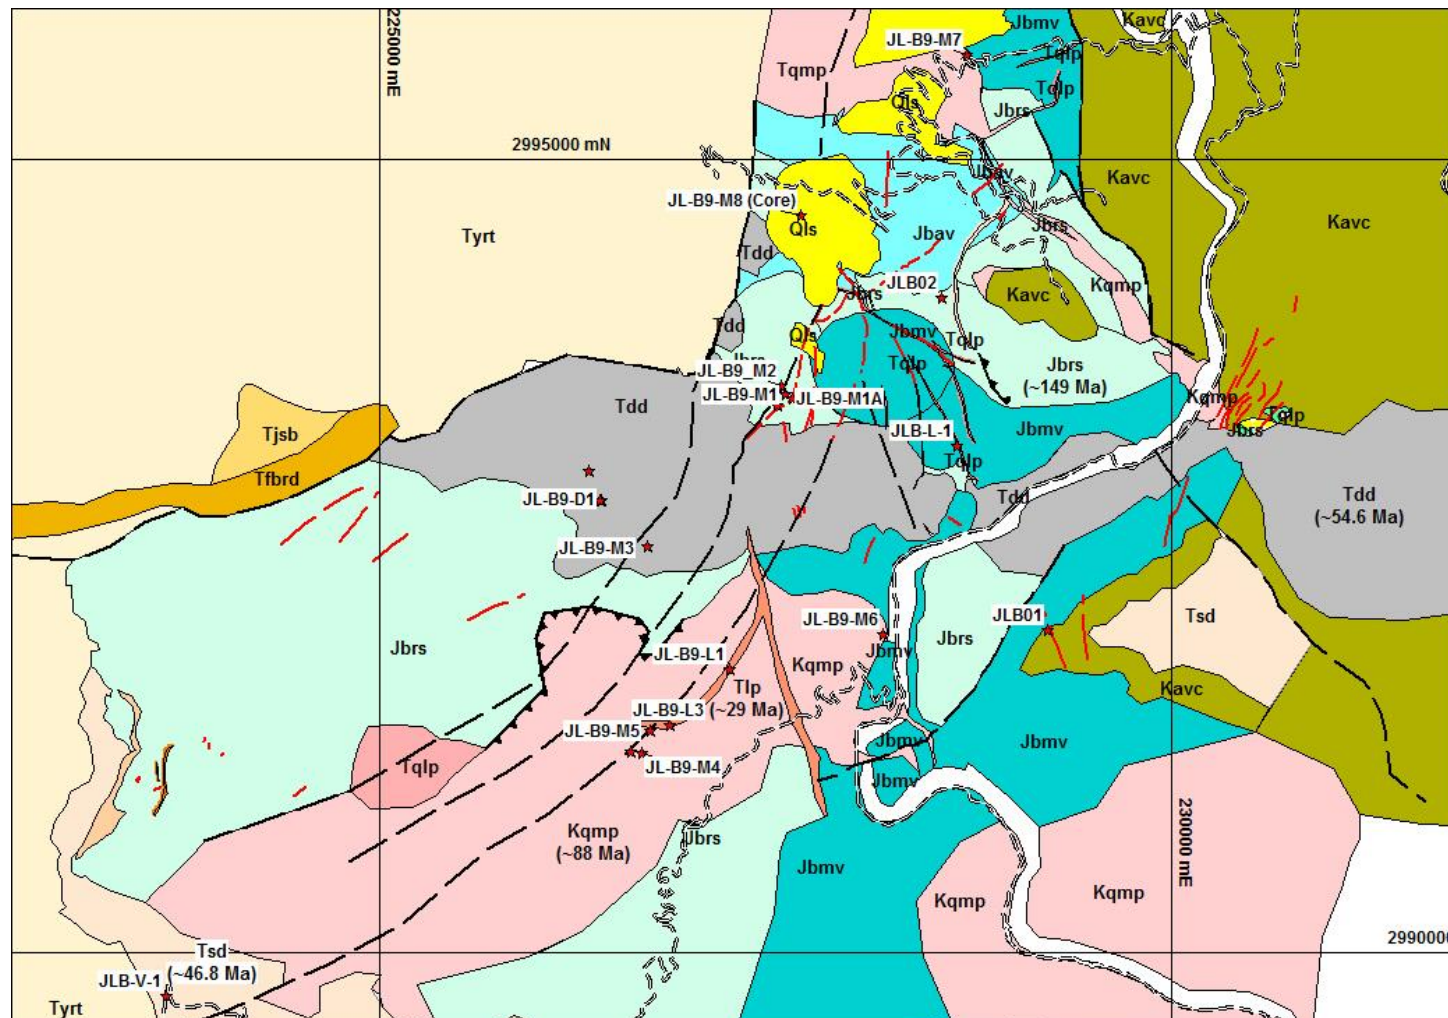 225000 mE
Jbmv
Kavc
JL-B9-M7
Tqlp
Tqmp
Tqlp
Qls
Jbrs
2995000 mN
Jbav
Kavc
JL-B9-M8 (Core)
Qls
Kavc
Tyrt
Jbav
Jbrs
Tdd
JLB02
Kqmp
Jbrs
Kavc
Tdd
Qls
Jbmv
Tqlp
Jbrs
Tqlp
Jbrs
(~149 Ma)
JL-B9_M2
JL-B9-M1
JL-B9-M1A
Kqmp
Tdd
Tqlp
Tjsb
JLB-L-1
Jbmv
Jbrs
Tqlp
Tfbrd
JL-B9-D1
Tdd
Tdd
(~54.6 Ma)
JL-B9-M3
JL-B9-M6
JLB01
Tsd
Jbrs
JL-B9-L1
Jbmv
Jbrs
Kqmp
Tlp
(~29 Ma)
Kavc
JL-B9-L3
JL-B9-M5
Jbmv
Jbmv
Tqlp
JL-B9-M4
Jbmv
Kqmp
(~88 Ma)
Jbrs
230000 mE
Jbmv
Kqmp
Kqmp
Tsd
(~46.8 Ma)
2990000
JLB-V-1
Tyrt